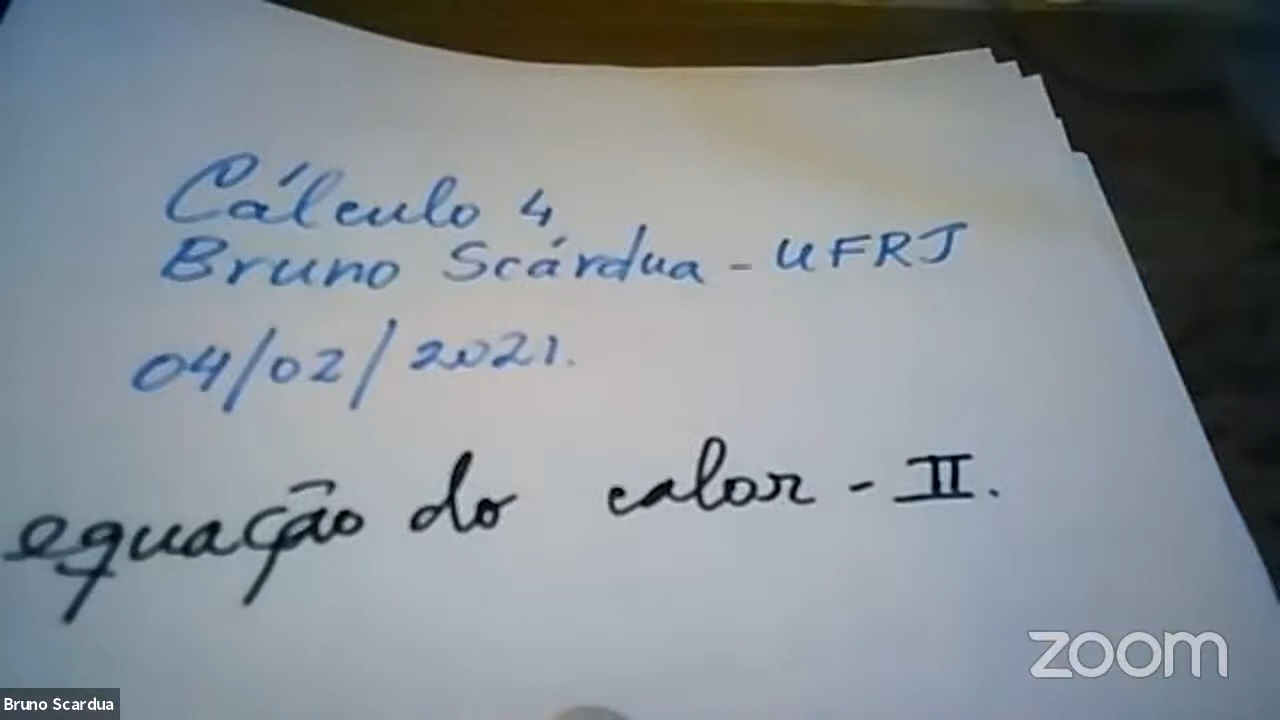 Cálculo 4
Bruno Scárdua - UFRJ
04/02/2021.
equação do calor - II.
zoom
Bruno Scardua